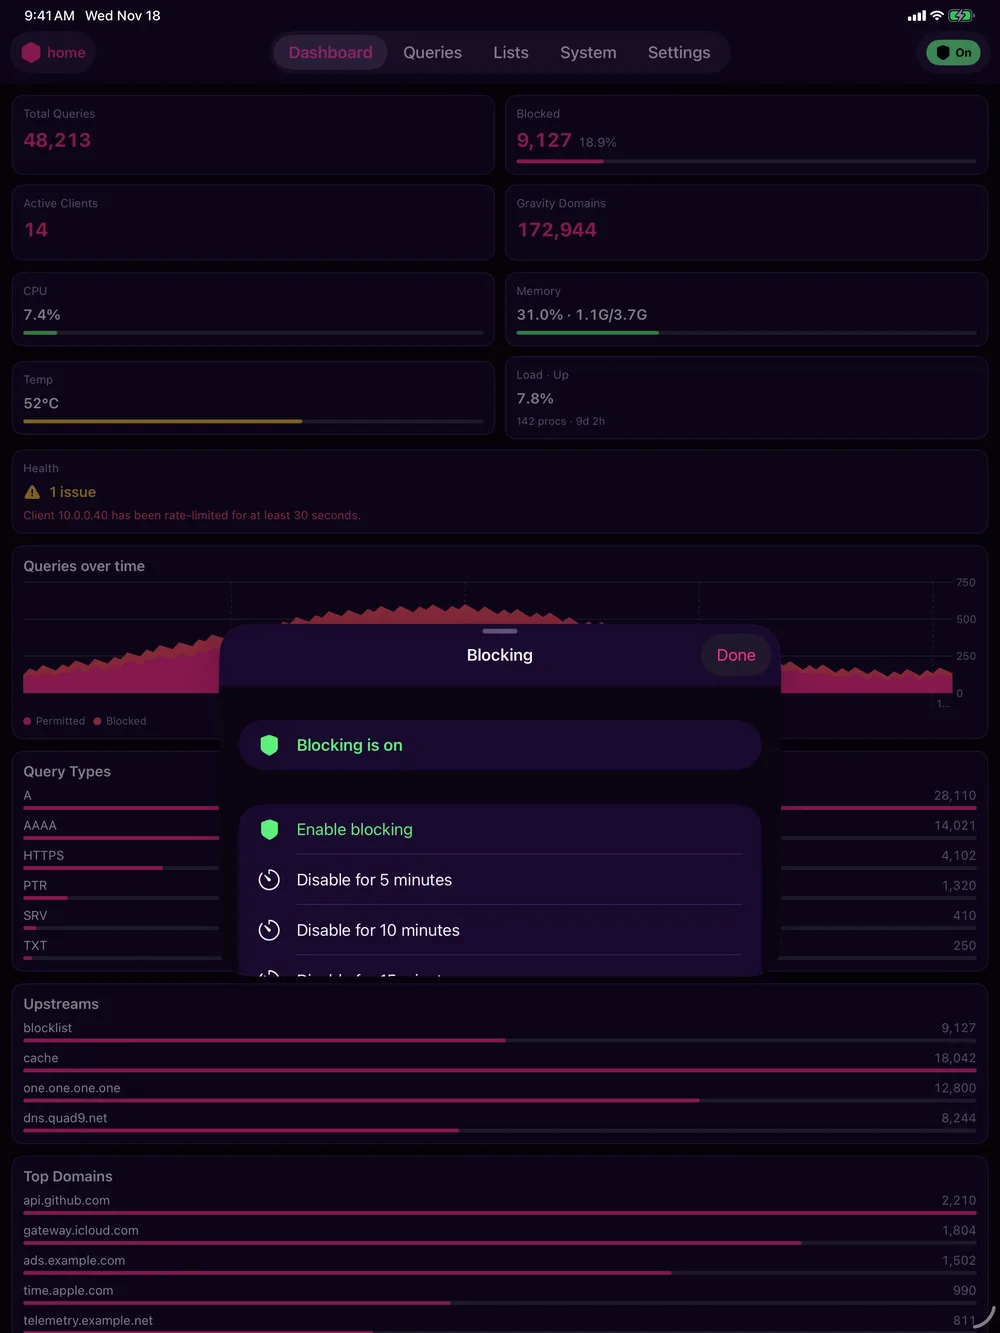 9:41 AM Wed Nov 18
home
Dashboard
Queries
Lists
System
Settings
On
Total Queries
48,213
Blocked
9,127 18.9%
Active Clients
14
Gravity Domains
172,944
CPU
7.4%
Memory
31.0% · 1.1G/3.7G
Temp
52°C
Load · Up
7.8%
142 procs · 9d 2h
Health
1 issue
Client 10.0.0.40 has been rate-limited for at least 30 seconds.
Queries over time
750
500
250
0
1...
Permitted
Blocked
Blocking
Done
Blocking is on
Enable blocking
Disable for 5 minutes
Disable for 10 minutes
Query Types
A 28,110
AAAA 14,021
HTTPS 4,102
PTR 1,320
SRV 410
TXT 250
Upstreams
blocklist 9,127
cache 18,042
one.one.one.one 12,800
dns.quad9.net 8,244
Top Domains
api.github.com 2,210
gateway.icloud.com 1,804
ads.example.com 1,502
time.apple.com 990
telemetry.example.net 811